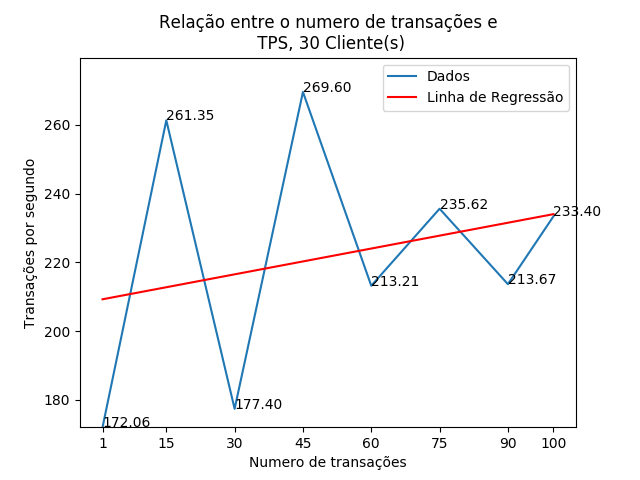 Relação entre o numero de transações e
TPS, 30 Cliente(s)
Dados
Linha de Regressão
Transações por segundo
260
240
220
200
180
172.06
261.35
177.40
269.60
213.21
235.62
213.67
233.40
1 15 30 45 60 75 90 100
Numero de transações